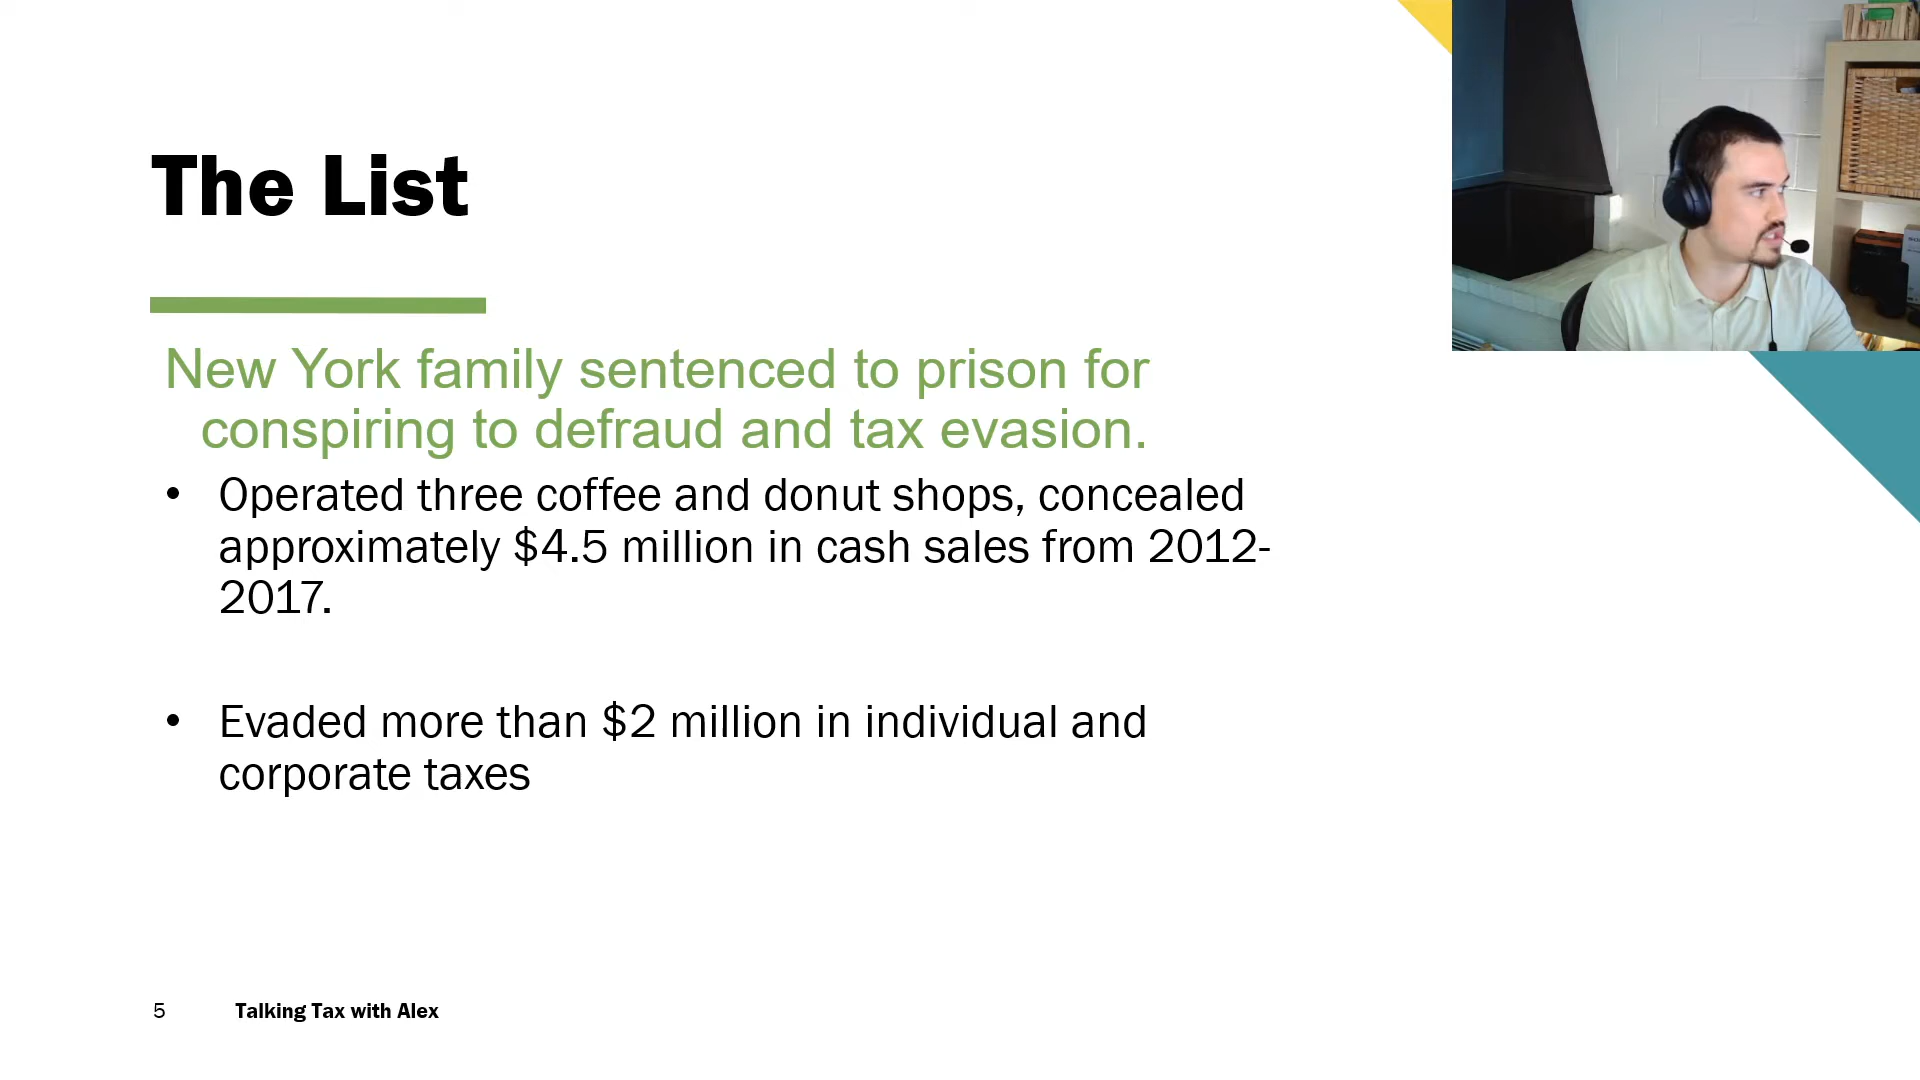 The List
New York family sentenced to prison for
conspiring to defraud and tax evasion.
• Operated three coffee and donut shops, concealed
approximately $4.5 million in cash sales from 2012-
2017.
• Evaded more than $2 million in individual and
corporate taxes
5 Talking Tax with Alex